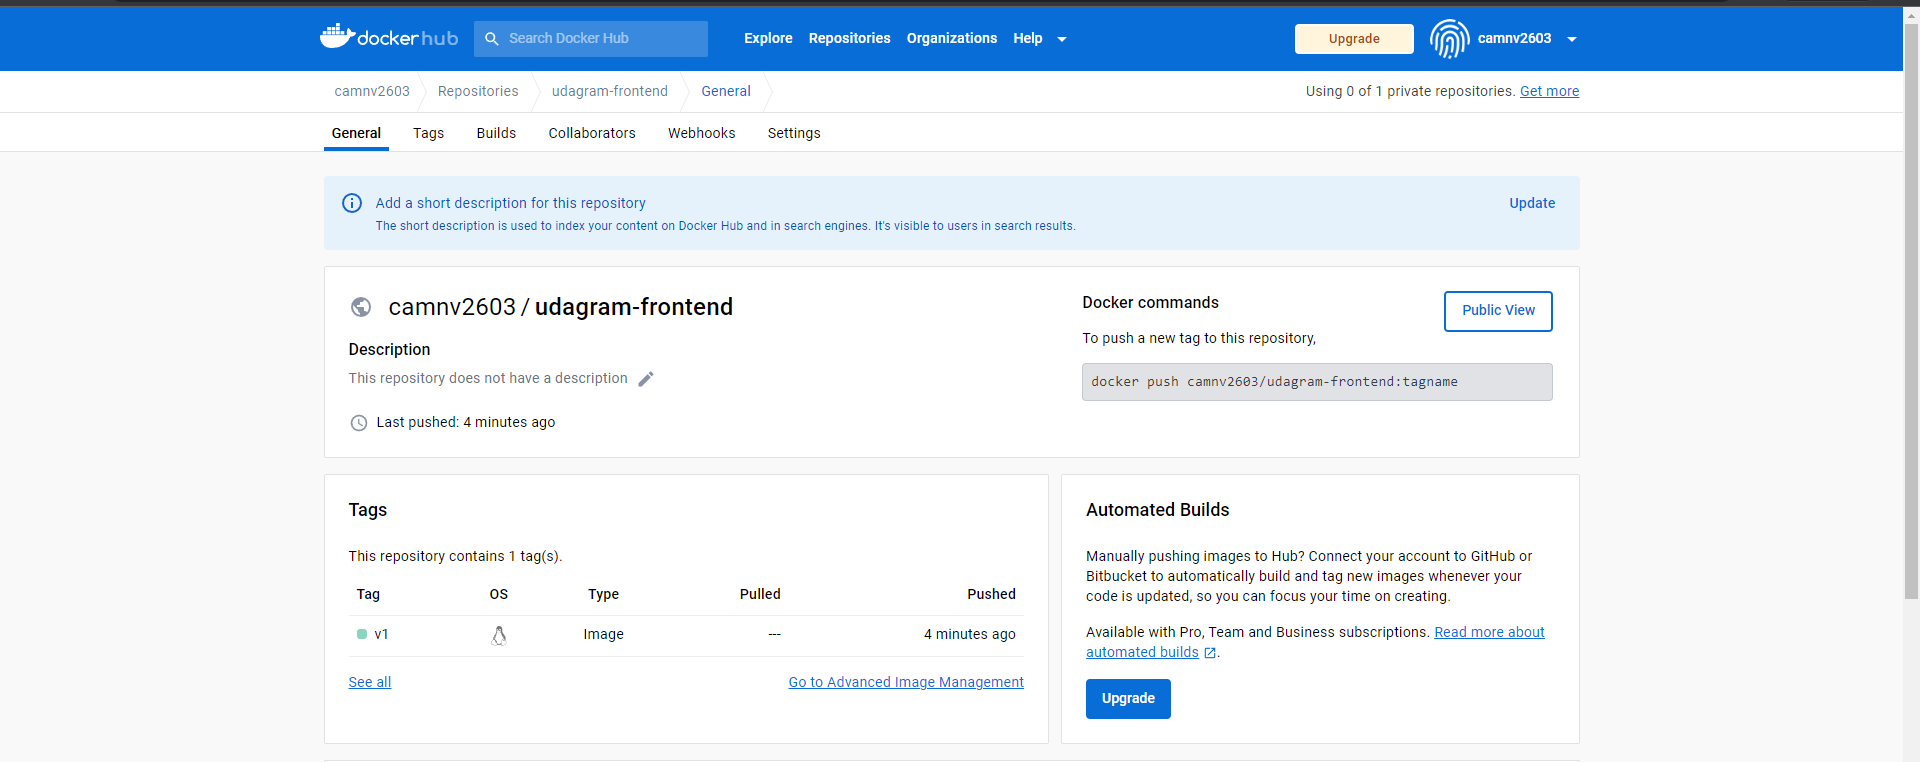 docker hub
Search Docker Hub
Explore Repositories Organizations Help
Upgrade
camnv2603
camnv2603 Repositories udagram-frontend General
Using 0 of 1 private repositories. Get more
General Tags Builds Collaborators Webhooks Settings
Add a short description for this repository
Update
The short description is used to index your content on Docker Hub and in search engines. It's visible to users in search results.
camnv2603 / udagram-frontend
Description
This repository does not have a description
Last pushed: 4 minutes ago
Docker commands
Public View
To push a new tag to this repository,
docker push camnv2603/udagram-frontend:tagname
Tags
This repository contains 1 tag(s).
Tag OS Type Pulled Pushed
v1 Image --- 4 minutes ago
See all
Go to Advanced Image Management
Automated Builds
Manually pushing images to Hub? Connect your account to GitHub or
Bitbucket to automatically build and tag new images whenever your
code is updated, so you can focus your time on creating.
Available with Pro, Team and Business subscriptions. Read more about
automated builds .
Upgrade